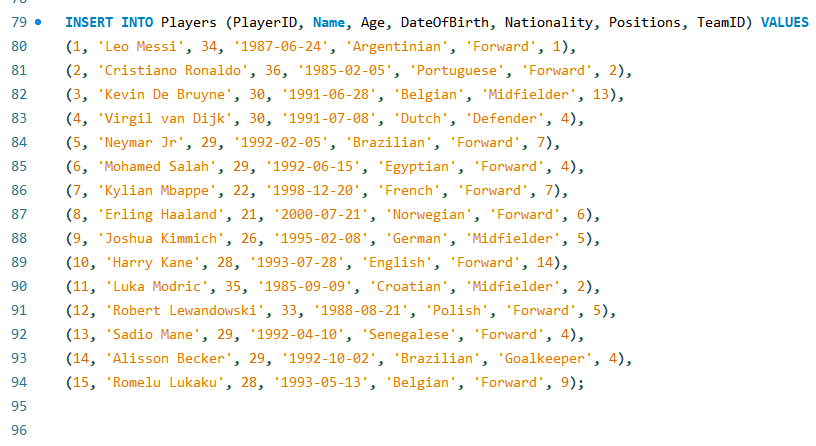 79 INSERT INTO Players (PlayerID, Name, Age, DateOfBirth, Nationality, Positions, TeamID) VALUES
80 (1, 'Leo Messi', 34, '1987-06-24', 'Argentinian', 'Forward', 1),
81 (2, 'Cristiano Ronaldo', 36, '1985-02-05', 'Portuguese', 'Forward', 2),
82 (3, 'Kevin De Bruyne', 30, '1991-06-28', 'Belgian', 'Midfielder', 13),
83 (4, 'Virgil van Dijk', 30, '1991-07-08', 'Dutch', 'Defender', 4),
84 (5, 'Neymar Jr', 29, '1992-02-05', 'Brazilian', 'Forward', 7),
85 (6, 'Mohamed Salah', 29, '1992-06-15', 'Egyptian', 'Forward', 4),
86 (7, 'Kylian Mbappe', 22, '1998-12-20', 'French', 'Forward', 7),
87 (8, 'Erling Haaland', 21, '2000-07-21', 'Norwegian', 'Forward', 6),
88 (9, 'Joshua Kimmich', 26, '1995-02-08', 'German', 'Midfielder', 5),
89 (10, 'Harry Kane', 28, '1993-07-28', 'English', 'Forward', 14),
90 (11, 'Luka Modric', 35, '1985-09-09', 'Croatian', 'Midfielder', 2),
91 (12, 'Robert Lewandowski', 33, '1988-08-21', 'Polish', 'Forward', 5),
92 (13, 'Sadio Mane', 29, '1992-04-10', 'Senegalese', 'Forward', 4),
93 (14, 'Alisson Becker', 29, '1992-10-02', 'Brazilian', 'Goalkeeper', 4),
94 (15, 'Romelu Lukaku', 28, '1993-05-13', 'Belgian', 'Forward', 9);
95
96